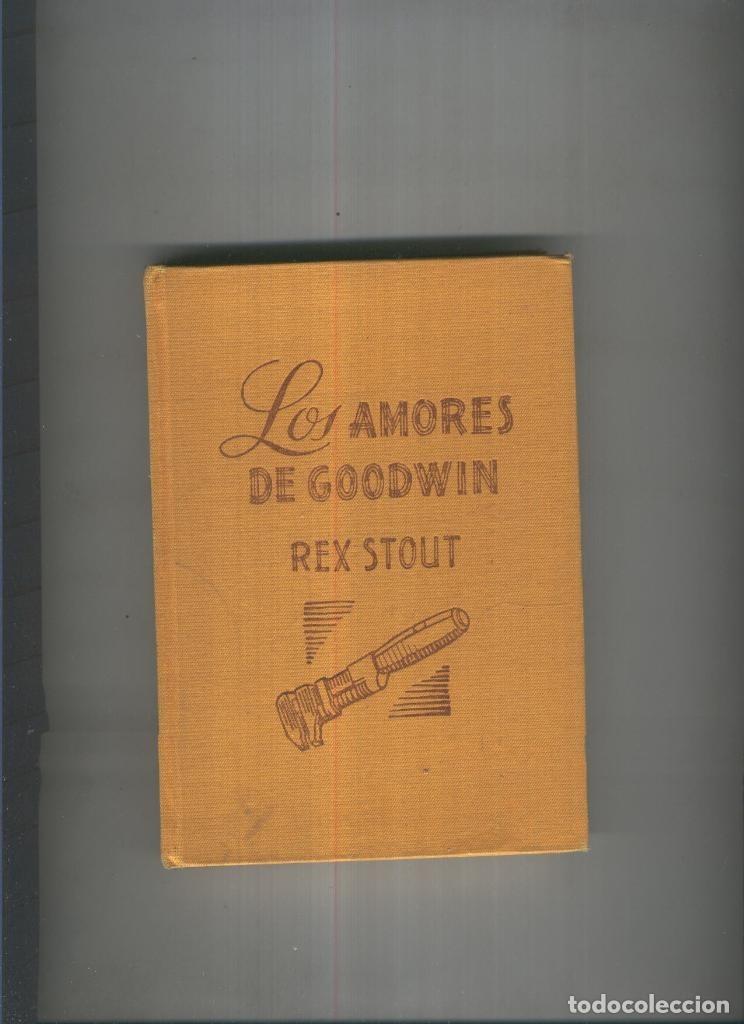 Los AMORES
DE GOODWIN
REX STOUT
todocoleccion